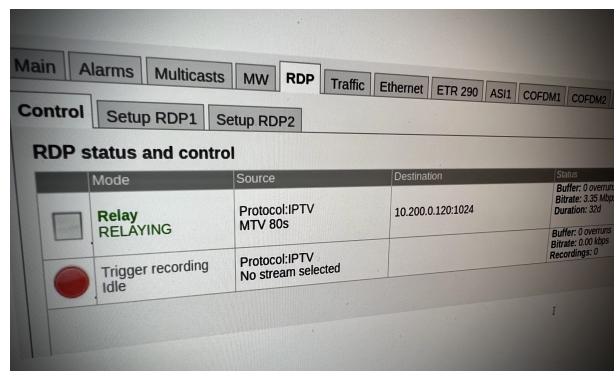 Main Alarms Multicasts MW RDP Traffic Ethernet ETR 290 ASI1 COFDM1 COFDM2
Control Setup RDP1 Setup RDP2
RDP status and control
Mode Source Destination Status
Relay
RELAYING
Protocol:IPTV
MTV 80s
10.200.0.120:1024
Buffer: 0 overruns
Bitrate: 3.35 Mbps
Duration: 32d
Trigger recording
Idle
Protocol:IPTV
No stream selected
Buffer: 0 overruns
Bitrate: 0.00 kbps
Recordings: 0